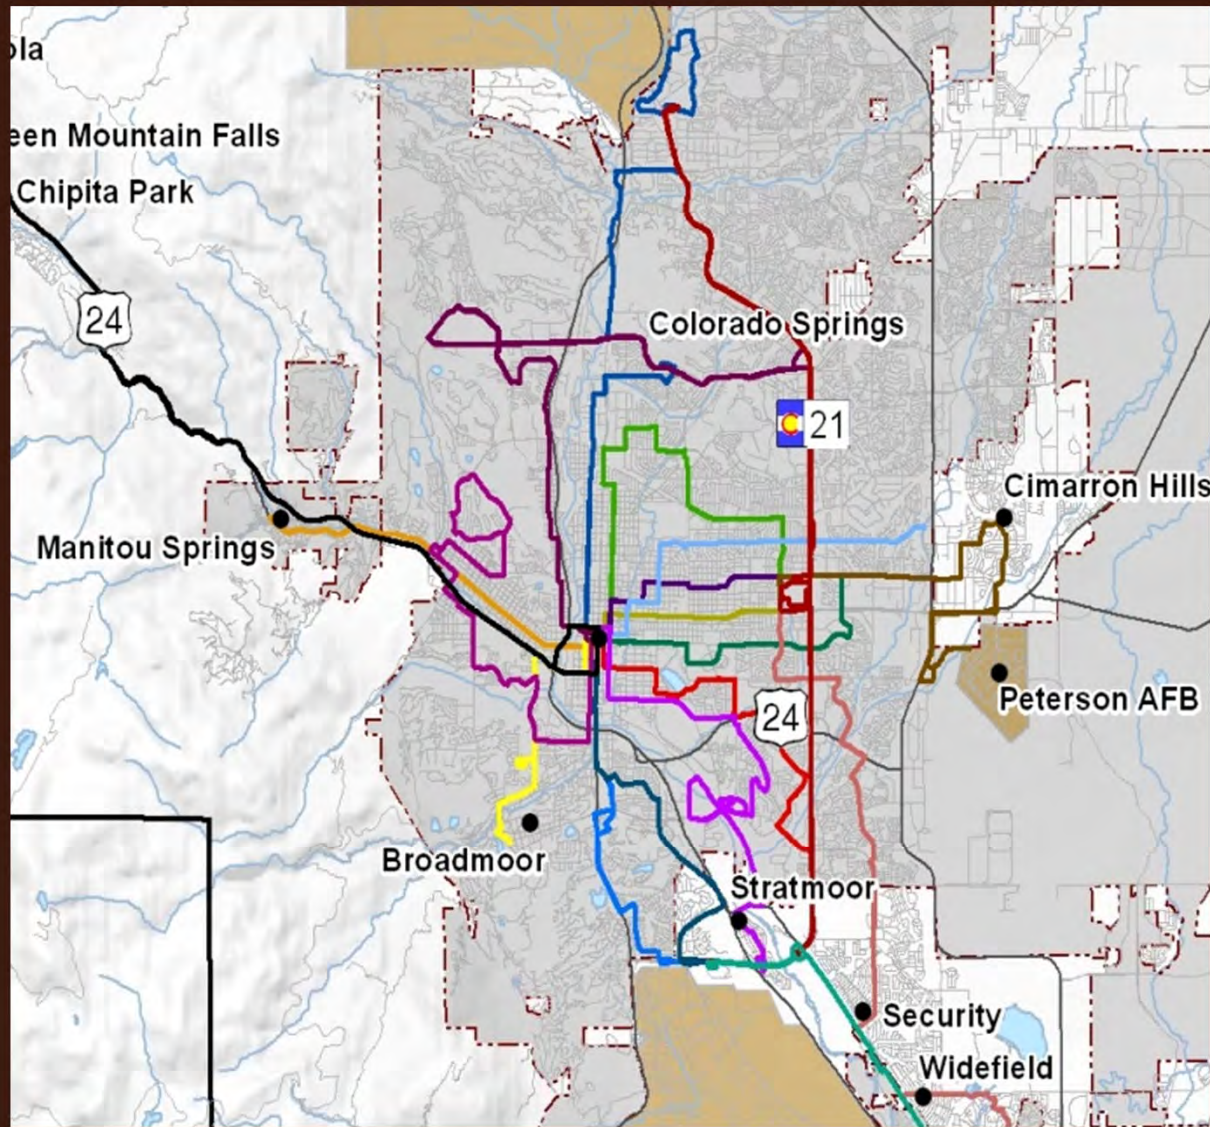 ola
een Mountain Falls
Chipita Park
24
Colorado Springs
21
Cimarron Hills
Manitou Springs
Peterson AFB
24
Broadmoor
Stratmoor
Security
Widefield